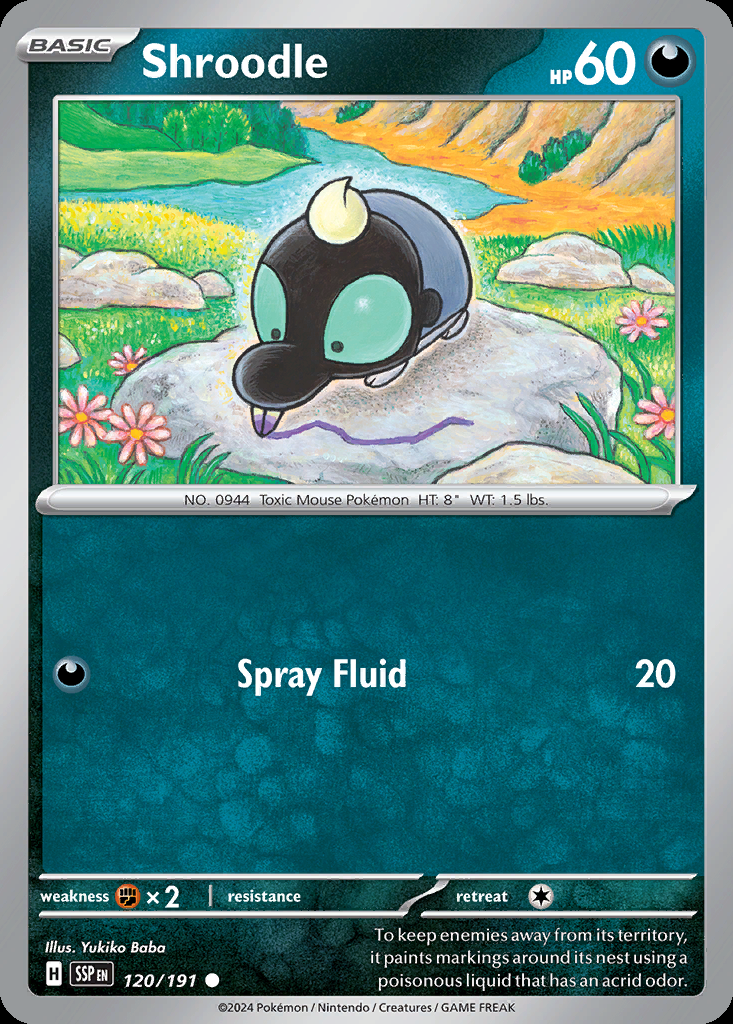 BASIC
Shroodle
HP 60
NO. 0944 Toxic Mouse Pokémon HT: 8" WT: 1.5 lbs.
Spray Fluid 20
weakness ×2 resistance retreat
Illus. Yukiko Baba
To keep enemies away from its territory,
it paints markings around its nest using a
poisonous liquid that has an acrid odor.
H SSP EN 120/191
©2024 Pokémon / Nintendo / Creatures / GAME FREAK